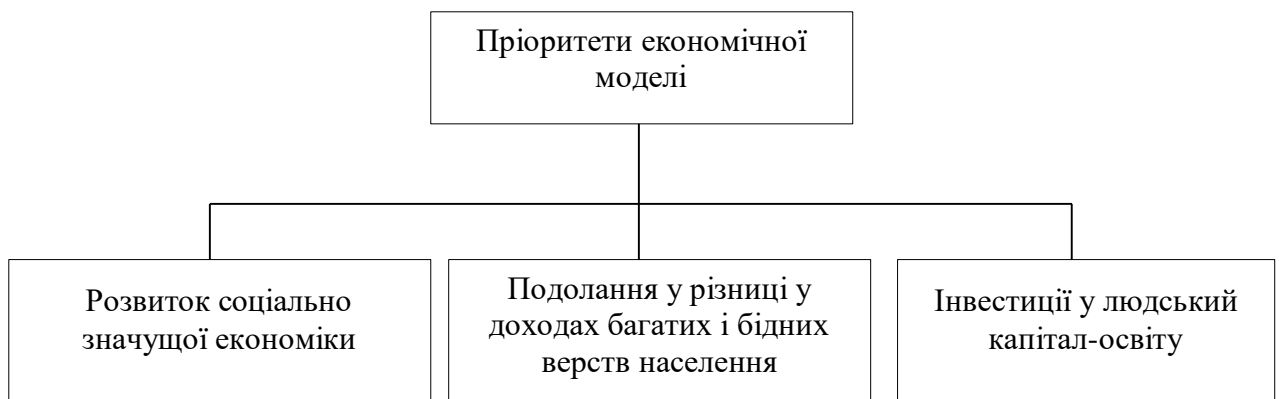 Пріоритети економічної
моделі
Розвиток соціально
значущої економіки
Подолання у різниці у
доходах багатих і бідних
верств населення
Інвестиції у людський
капітал-освіту